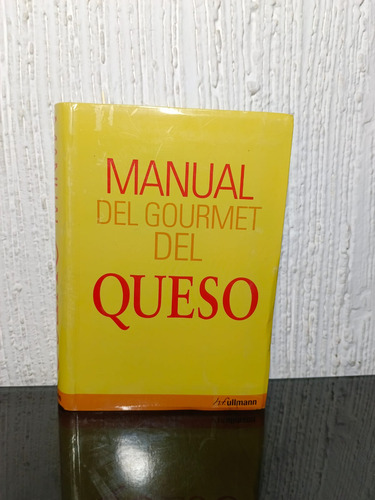 MANUAL
DEL GOURMET
DEL
QUESO
h.f.ullmann